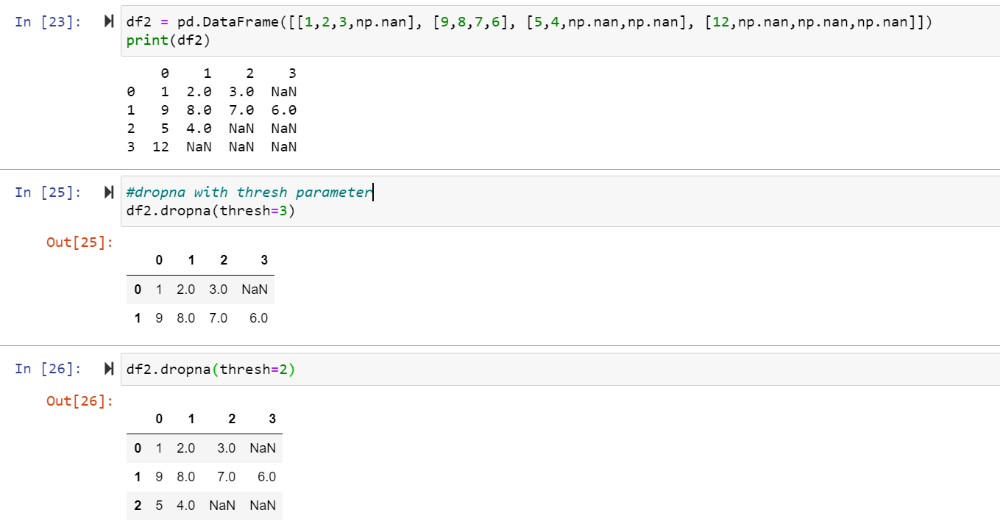 In [23]: df2 = pd.DataFrame([[1,2,3,np.nan], [9,8,7,6], [5,4,np.nan,np.nan], [12,np.nan,np.nan,np.nan]])
print(df2)
0 1 2 3
0 1 2.0 3.0 NaN
1 9 8.0 7.0 6.0
2 5 4.0 NaN NaN
3 12 NaN NaN NaN
In [25]: #dropna with thresh parameter
df2.dropna(thresh=3)
Out[25]:
0 1 2 3
0 1 2.0 3.0 NaN
1 9 8.0 7.0 6.0
In [26]: df2.dropna(thresh=2)
Out[26]:
0 1 2 3
0 1 2.0 3.0 NaN
1 9 8.0 7.0 6.0
2 5 4.0 NaN NaN